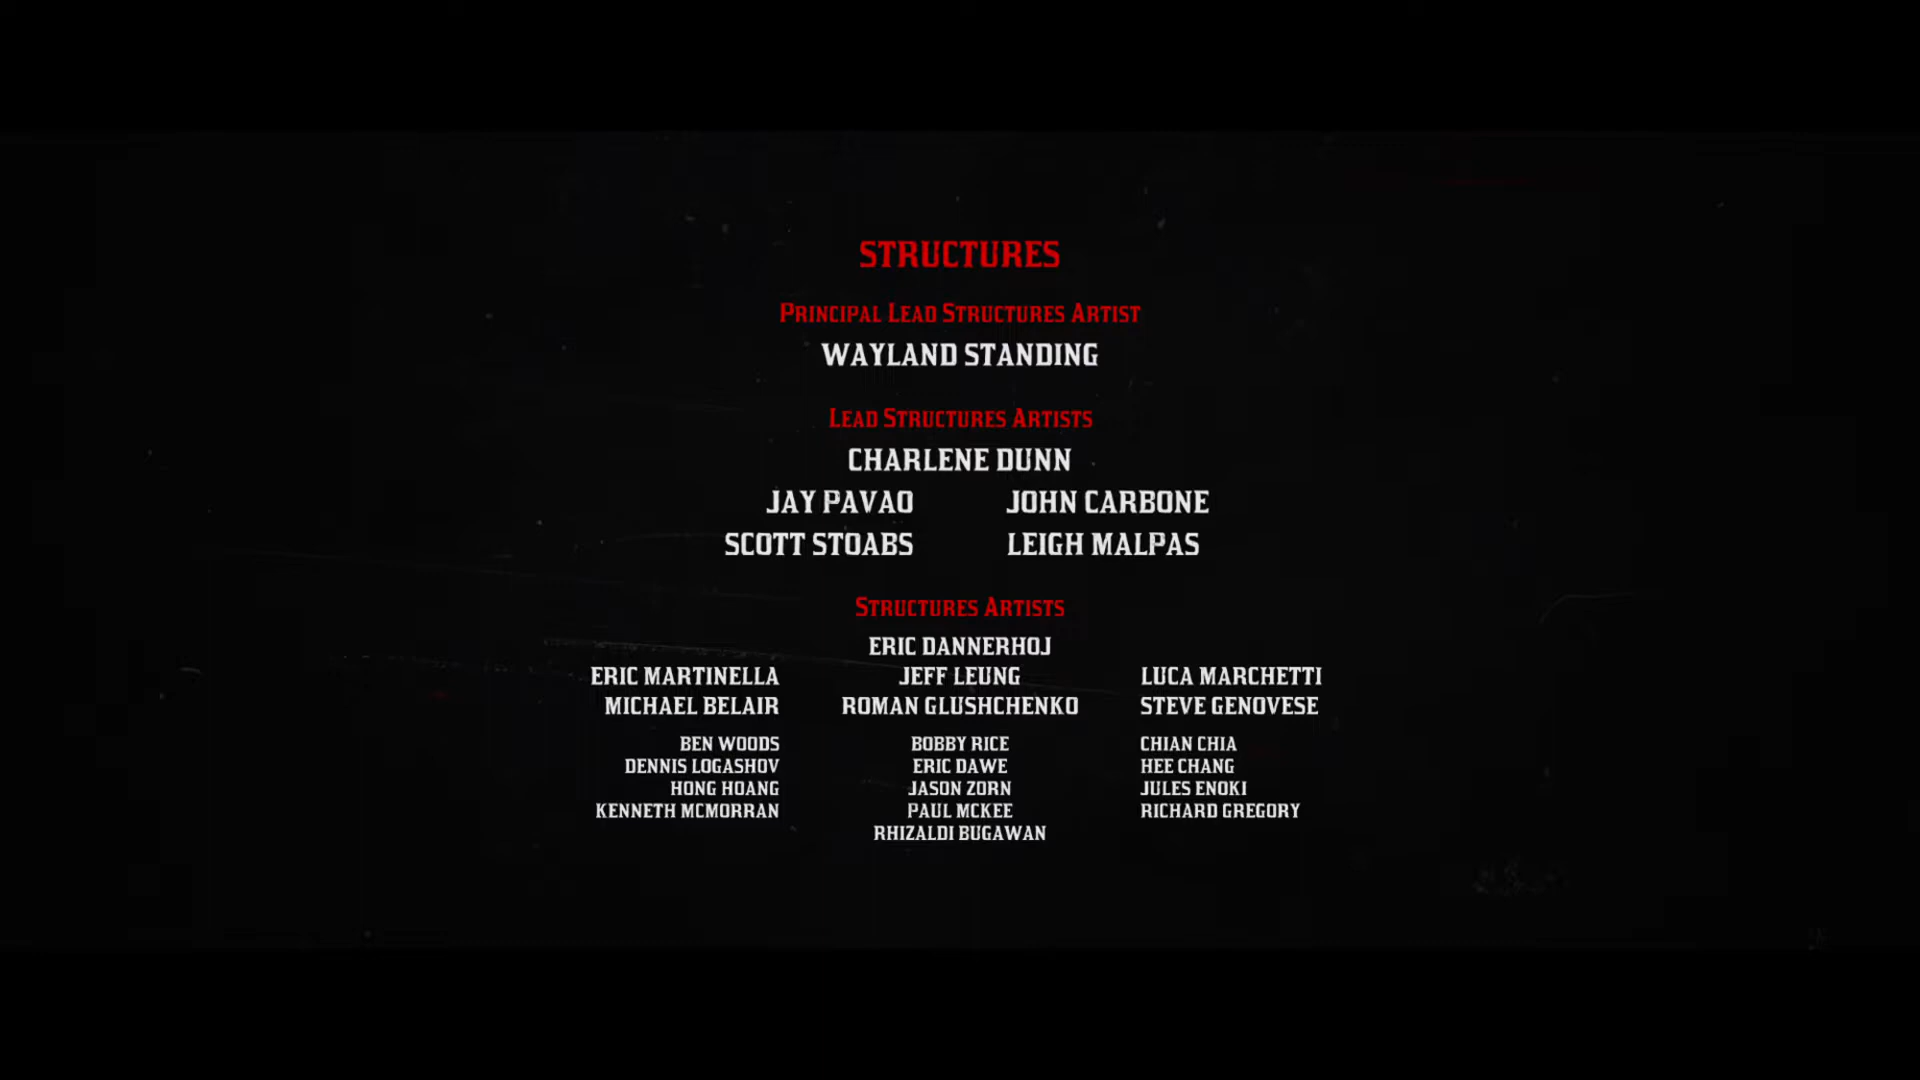 STRUCTURES
PRINCIPAL LEAD STRUCTURES ARTIST
WAYLAND STANDING
LEAD STRUCTURES ARTISTS
CHARLENE DUNN
JAY PAVAO JOHN CARBONE
SCOTT STOABS LEIGH MALPAS
STRUCTURES ARTISTS
ERIC DANNERHOJ
ERIC MARTINELLA JEFF LEUNG LUCA MARCHETTI
MICHAEL BELAIR ROMAN GLUSHCHENKO STEVE GENOVESE
BEN WOODS BOBBY RICE CHIAN CHIA
DENNIS LOGASHOV ERIC DAWE HEE CHANG
HONG HOANG JASON ZORN JULES ENOKI
KENNETH MCMORRAN PAUL MCKEE RICHARD GREGORY
RHIZALDI BUGAWAN